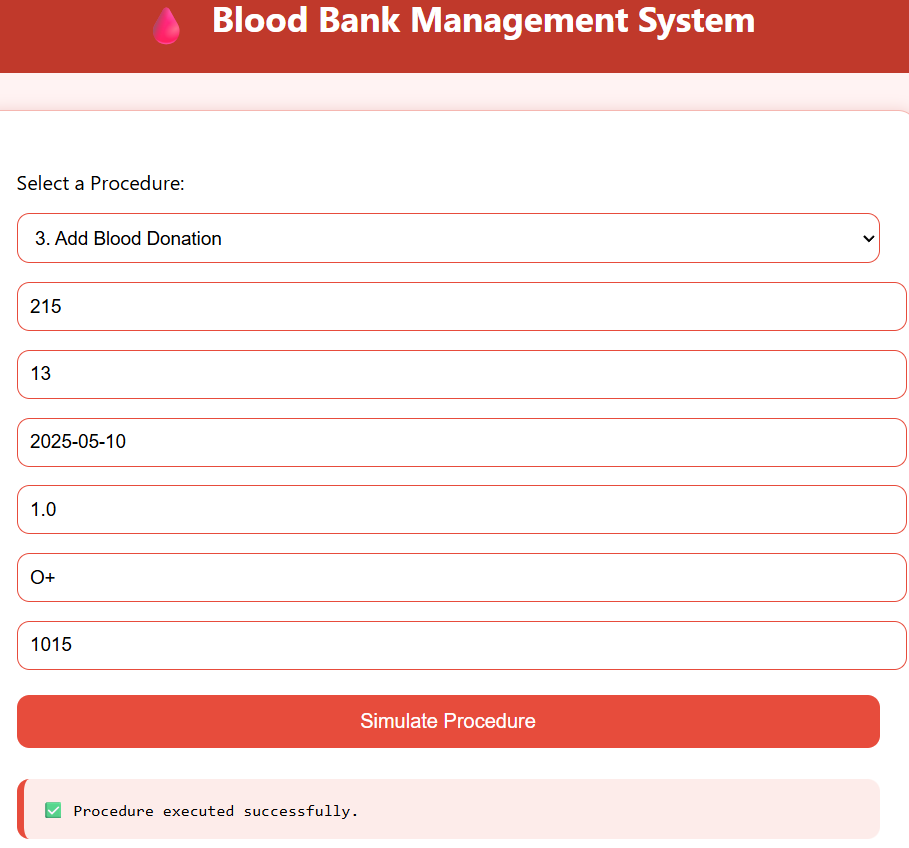 Blood Bank Management System
Select a Procedure:
3. Add Blood Donation
215
13
2025-05-10
1.0
O+
1015
Simulate Procedure
Procedure executed successfully.